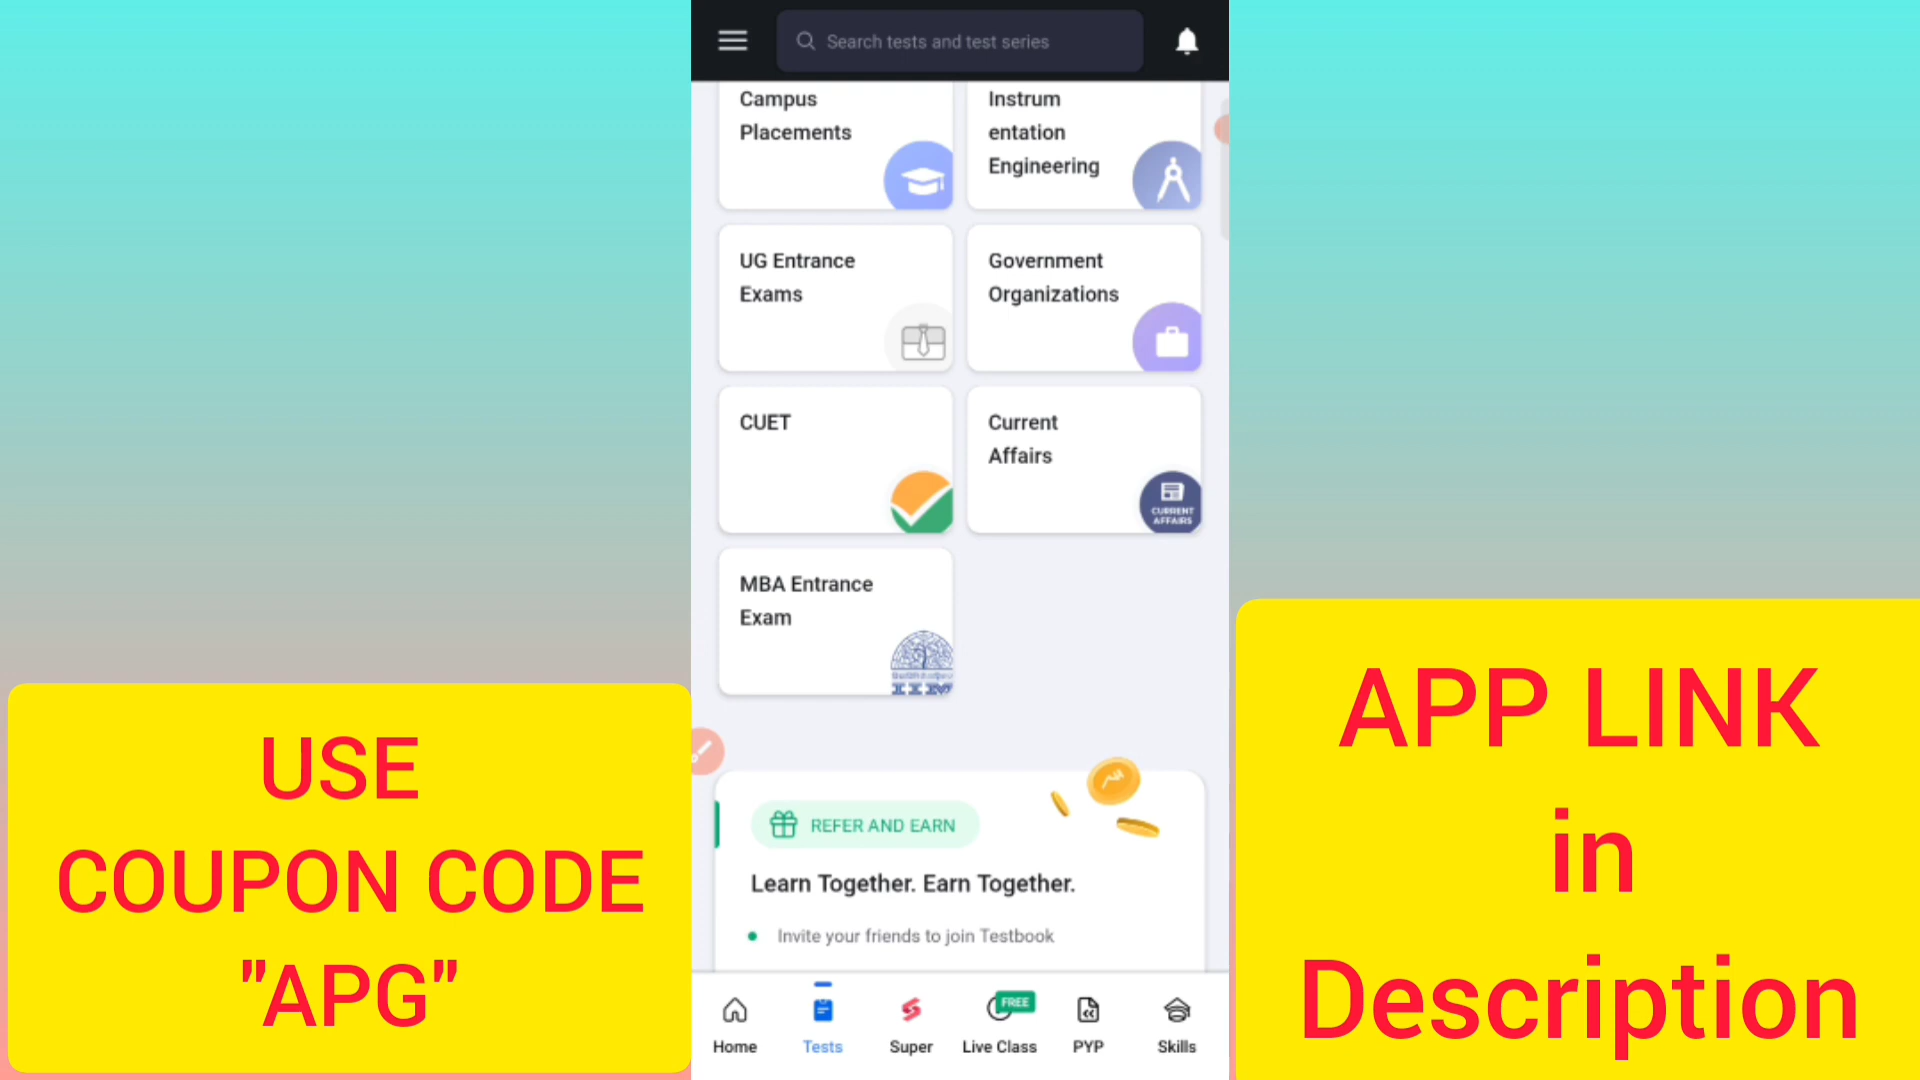 Search tests and test series
Campus
Placements
Instrum
entation
Engineering
UG Entrance
Exams
Government
Organizations
CUET
Current
Affairs
CURRENT
AFFAIRS
MBA Entrance
Exam
USE
COUPON CODE
"APG"
APP LINK
in
Description
REFER AND EARN
Learn Together. Earn Together.
Invite your friends to join Testbook
FREE
Home
Tests
Super
Live Class
PYP
Skills